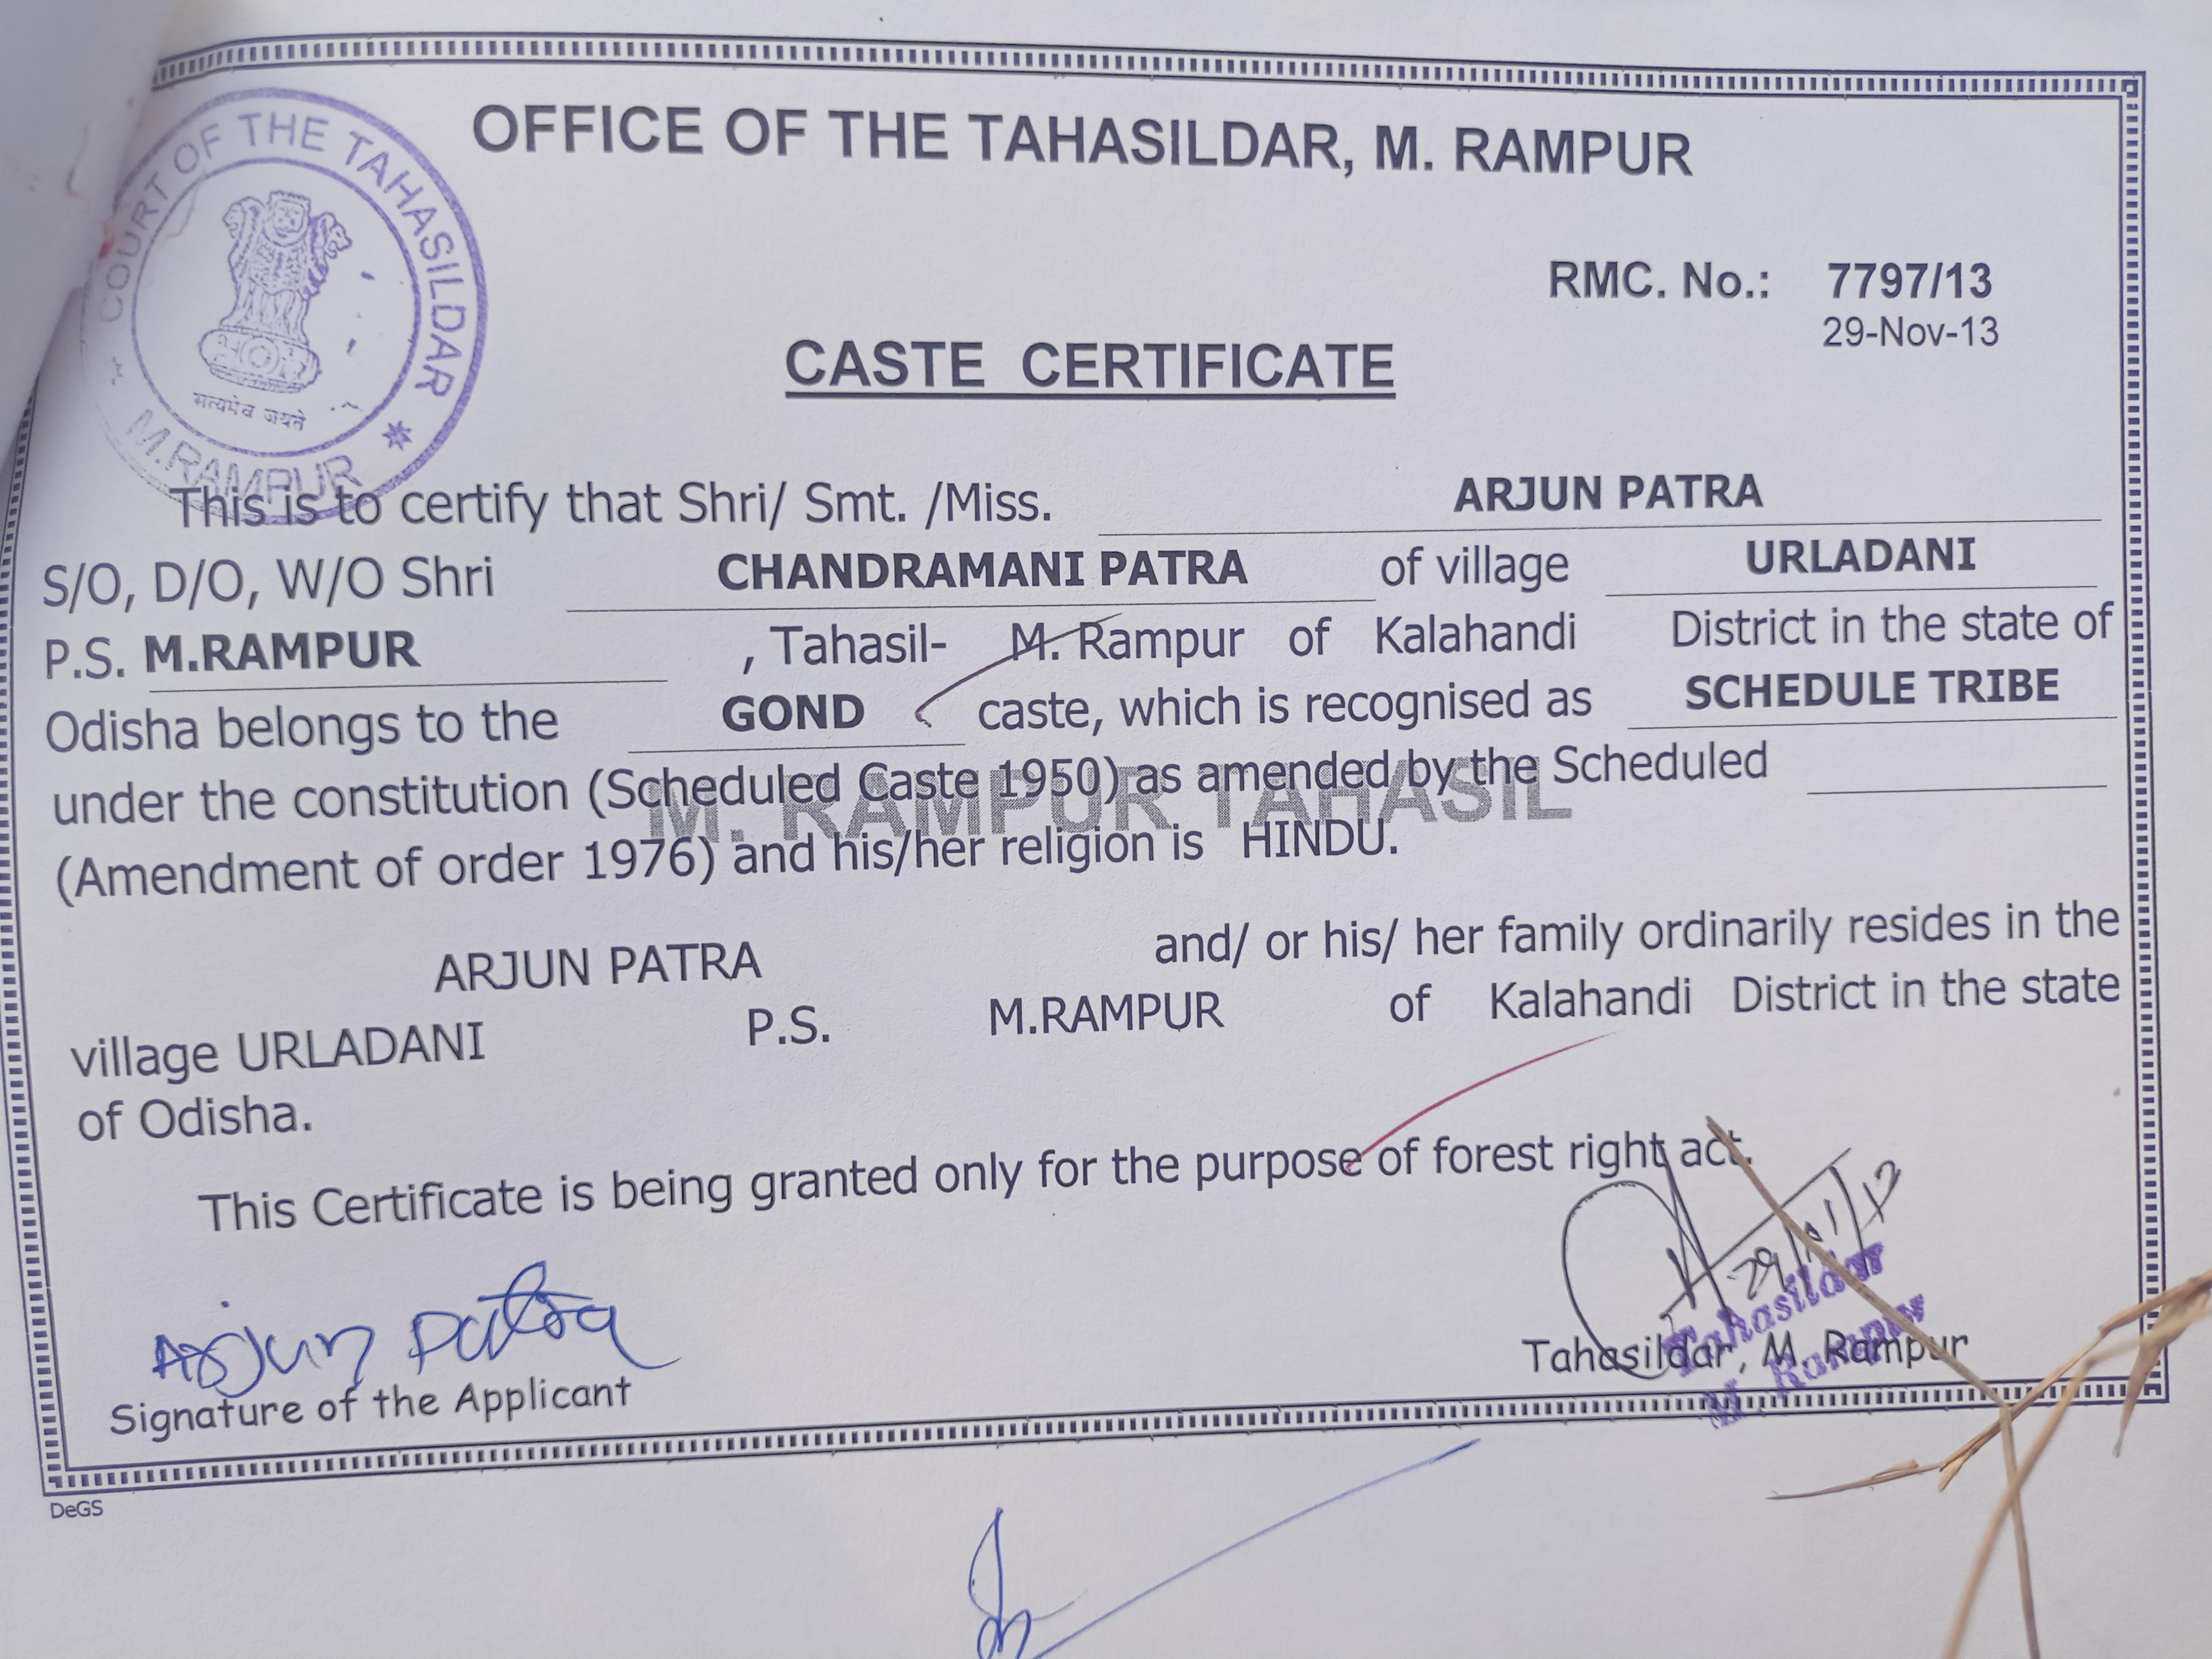 COURT OF THE TAHASILDAR
M.RAMPUR
सत्यमेव जयते
OFFICE OF THE TAHASILDAR, M. RAMPUR
RMC. No.: 7797/13
29-Nov-13
CASTE CERTIFICATE
This is to certify that Shri/ Smt. /Miss. ARJUN PATRA
S/O, D/O, W/O Shri CHANDRAMANI PATRA of village URLADANI
P.S. M.RAMPUR , Tahasil- M. Rampur of Kalahandi District in the state of
Odisha belongs to the GOND caste, which is recognised as SCHEDULE TRIBE
under the constitution (Scheduled Caste 1950) as amended by the Scheduled
M. RAMPUR TAHASIL
(Amendment of order 1976) and his/her religion is HINDU.
ARJUN PATRA and/ or his/ her family ordinarily resides in the
village URLADANI P.S. M.RAMPUR of Kalahandi District in the state
of Odisha.
This Certificate is being granted only for the purpose of forest right act.
Arjun Patra
Signature of the Applicant
Tahasildar
M. Rampur
Tahasildar, M. Rampur
DeGS